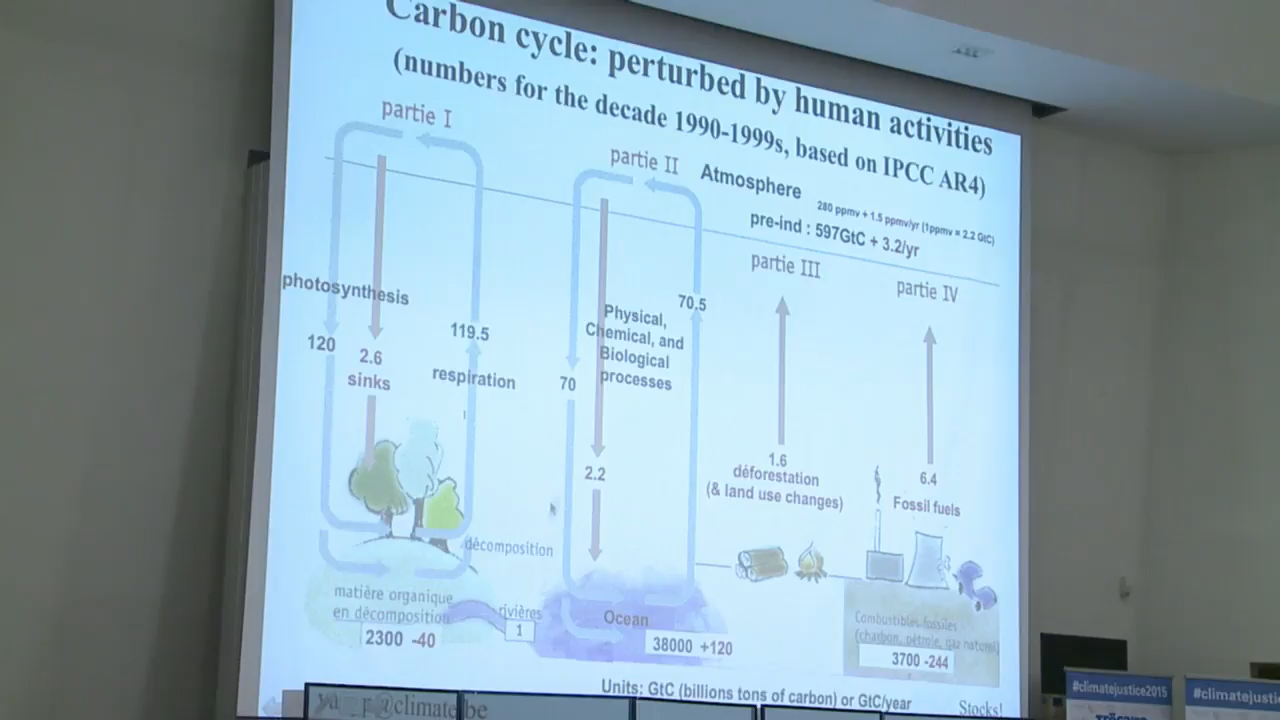 Carbon cycle: perturbed by human activities
(numbers for the decade 1990-1999s, based on IPCC AR4)
partie I
partie II
Atmosphere
280 ppmv + 1.5 ppmv/yr (1ppmv = 2.2 GtC)
pre-ind : 597GtC + 3.2/yr
partie III
partie IV
photosynthesis
120
2.6
sinks
119.5
respiration
70
Physical,
Chemical, and
Biological
processes
70.5
2.2
1.6
déforestation
(& land use changes)
6.4
Fossil fuels
décomposition
matière organique
en décomposition
2300 -40
rivières
1
Ocean
38000 +120
Combustibles fossiles
(charbon, pétrole, gaz naturel)
3700 -244
Units: GtC (billions tons of carbon) or GtC/year
Stocks!
@climate.be
#climatejustice2015